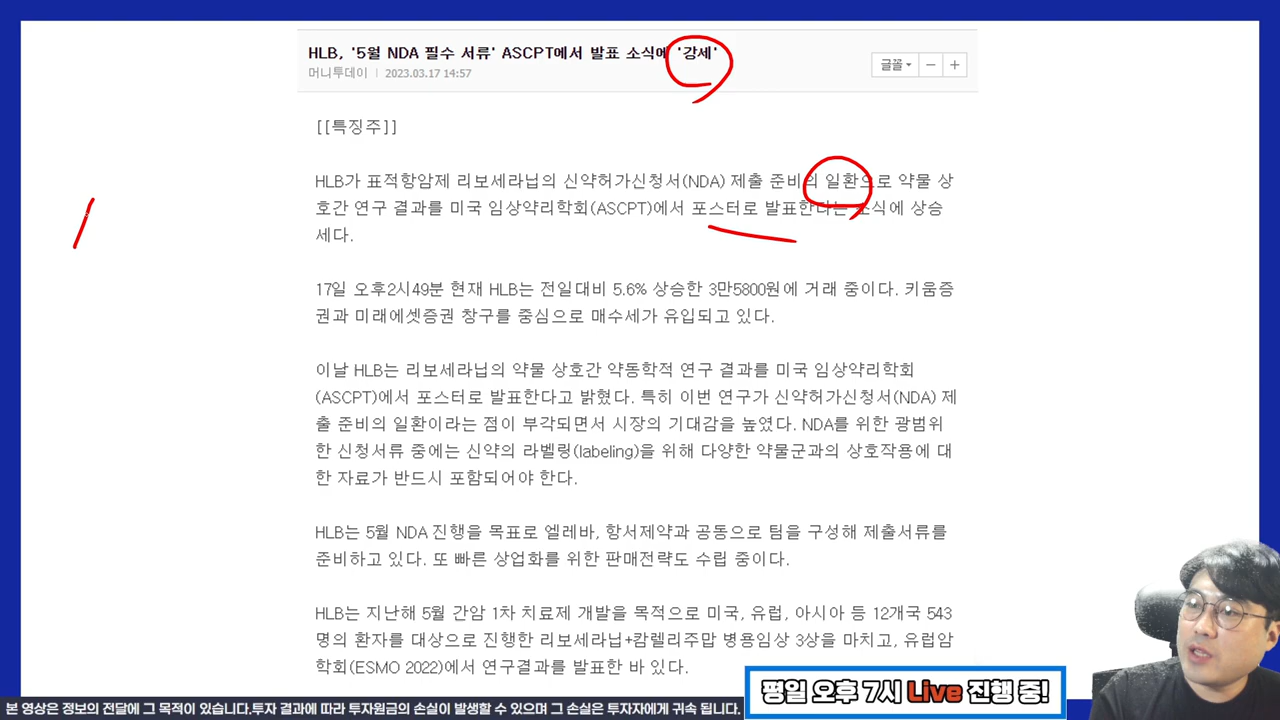 HLB, '5월 NDA 필수 서류' ASCPT에서 발표 소식에 '강세'
머니투데이 | 2023.03.17 14:57
글꼴 - +
[[특징주]]
HLB가 표적항암제 리보세라닙의 신약허가신청서(NDA) 제출 준비의 일환으로 약물 상
호간 연구 결과를 미국 임상약리학회(ASCPT)에서 포스터로 발표한다는 소식에 상승
세다.
17일 오후2시49분 현재 HLB는 전일대비 5.6% 상승한 3만5800원에 거래 중이다. 키움증
권과 미래에셋증권 창구를 중심으로 매수세가 유입되고 있다.
이날 HLB는 리보세라닙의 약물 상호간 약동학적 연구 결과를 미국 임상약리학회
(ASCPT)에서 포스터로 발표한다고 밝혔다. 특히 이번 연구가 신약허가신청서(NDA) 제
출 준비의 일환이라는 점이 부각되면서 시장의 기대감을 높였다. NDA를 위한 광범위
한 신청서류 중에는 신약의 라벨링(labeling)을 위해 다양한 약물군과의 상호작용에 대
한 자료가 반드시 포함되어야 한다.
HLB는 5월 NDA 진행을 목표로 엘레바, 항서제약과 공동으로 팀을 구성해 제출서류를
준비하고 있다. 또 빠른 상업화를 위한 판매전략도 수립 중이다.
HLB는 지난해 5월 간암 1차 치료제 개발을 목적으로 미국, 유럽, 아시아 등 12개국 543
명의 환자를 대상으로 진행한 리보세라닙+캄렐리주맙 병용임상 3상을 마치고, 유럽암
학회(ESMO 2022)에서 연구결과를 발표한 바 있다.
평일 오후 7시 Live 진행 중!
본 영상은 정보의 전달에 그 목적이 있습니다.투자 결과에 따라 투자원금의 손실이 발생할 수 있으며 그 손실은 투자자에게 귀속 됩니다.